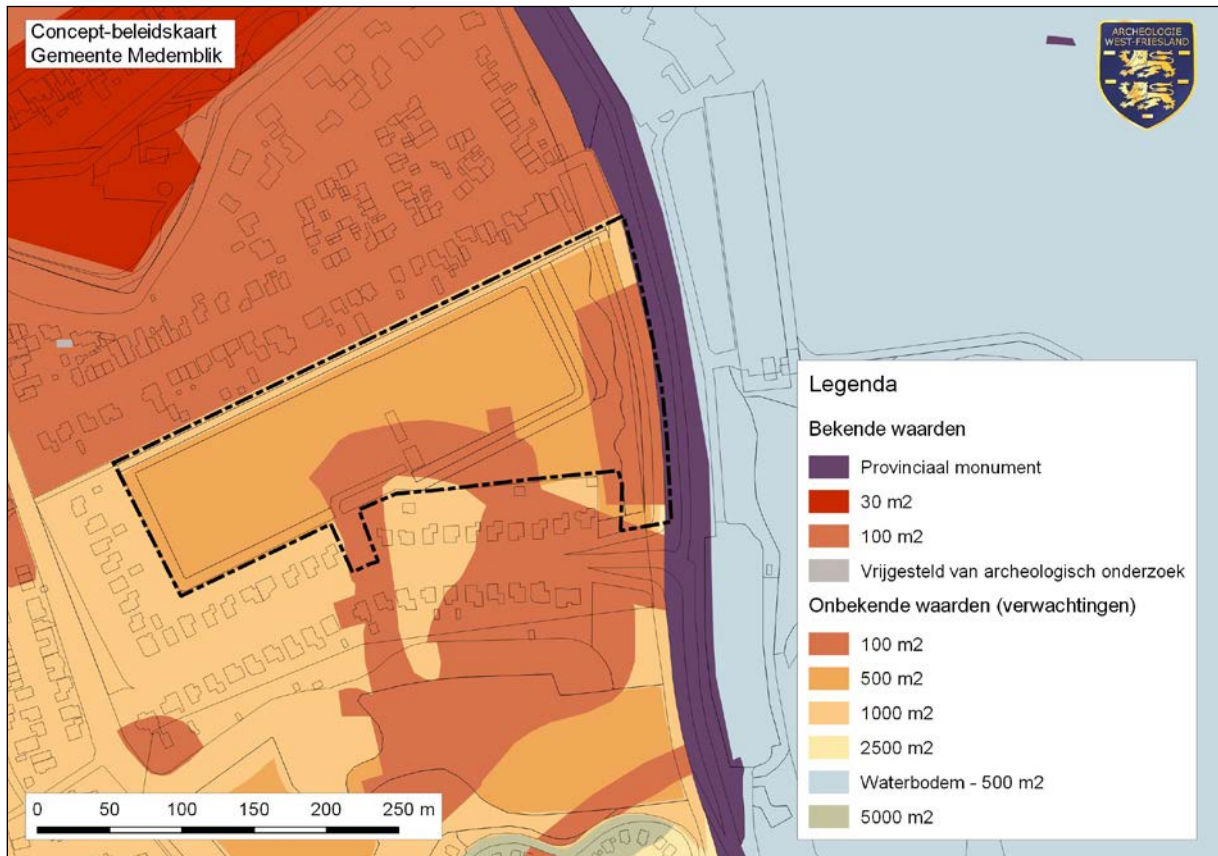 Concept-beleidskaart
Gemeente Medemblik
ARCHEOLOGIE
WEST-FRIESLAND
Legenda
Bekende waarden
Provinciaal monument
30 m2
100 m2
Vrijgesteld van archeologisch onderzoek
Onbekende waarden (verwachtingen)
100 m2
500 m2
1000 m2
2500 m2
Waterbodem - 500 m2
5000 m2
0 50 100 150 200 250 m